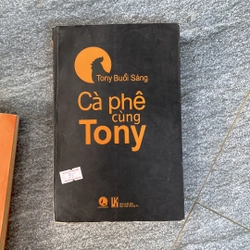 Tony Buổi Sáng
Cà phê
cùng
Tony